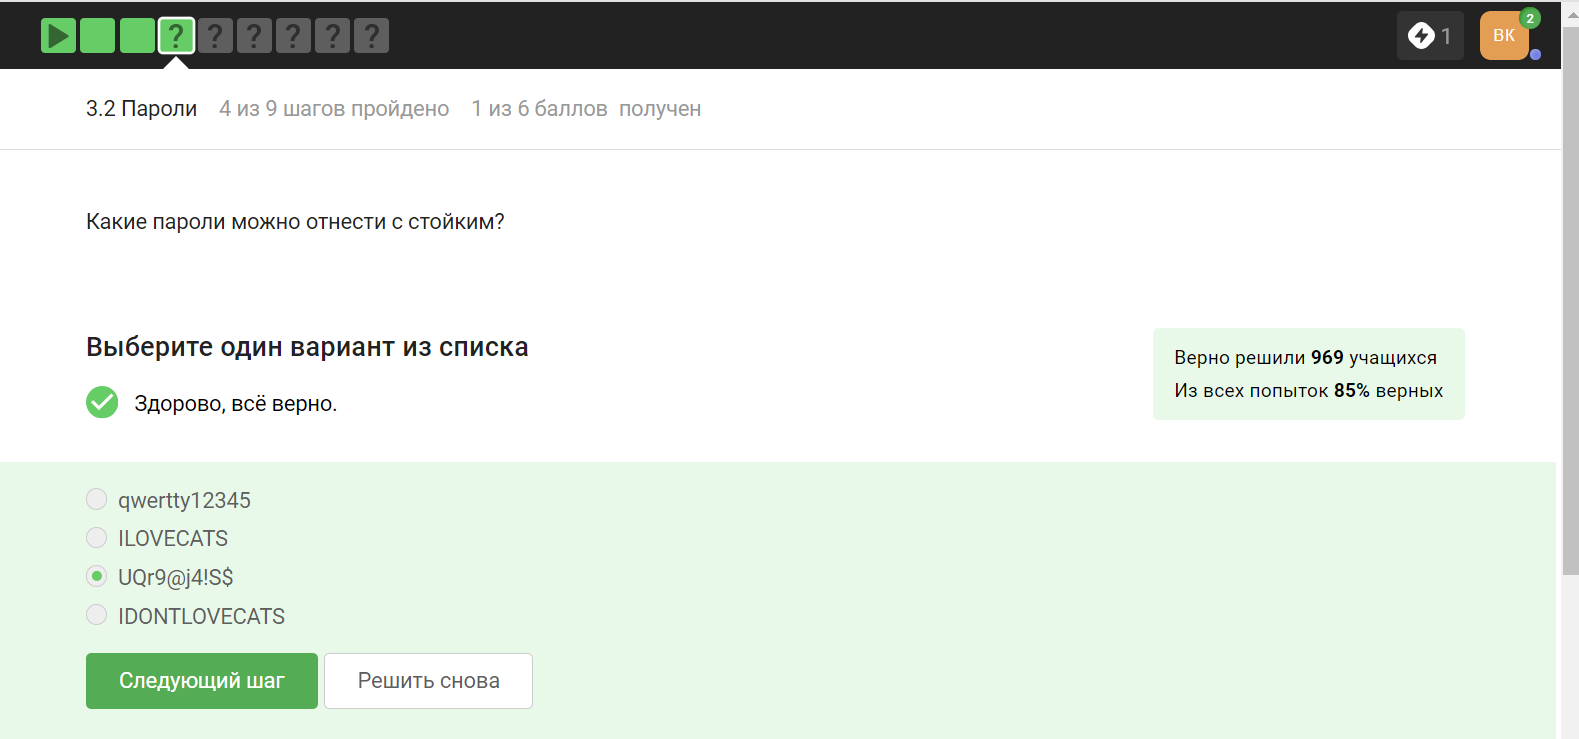 ? ? ? ? ? ?
1
ВК
2
3.2 Пароли 4 из 9 шагов пройдено 1 из 6 баллов получен
Какие пароли можно отнести с стойким?
Выберите один вариант из списка
Здорово, всё верно.
Верно решили 969 учащихся
Из всех попыток 85% верных
qwertty12345
ILOVECATS
UQr9@j4!S$
IDONTLOVECATS
Следующий шаг
Решить снова